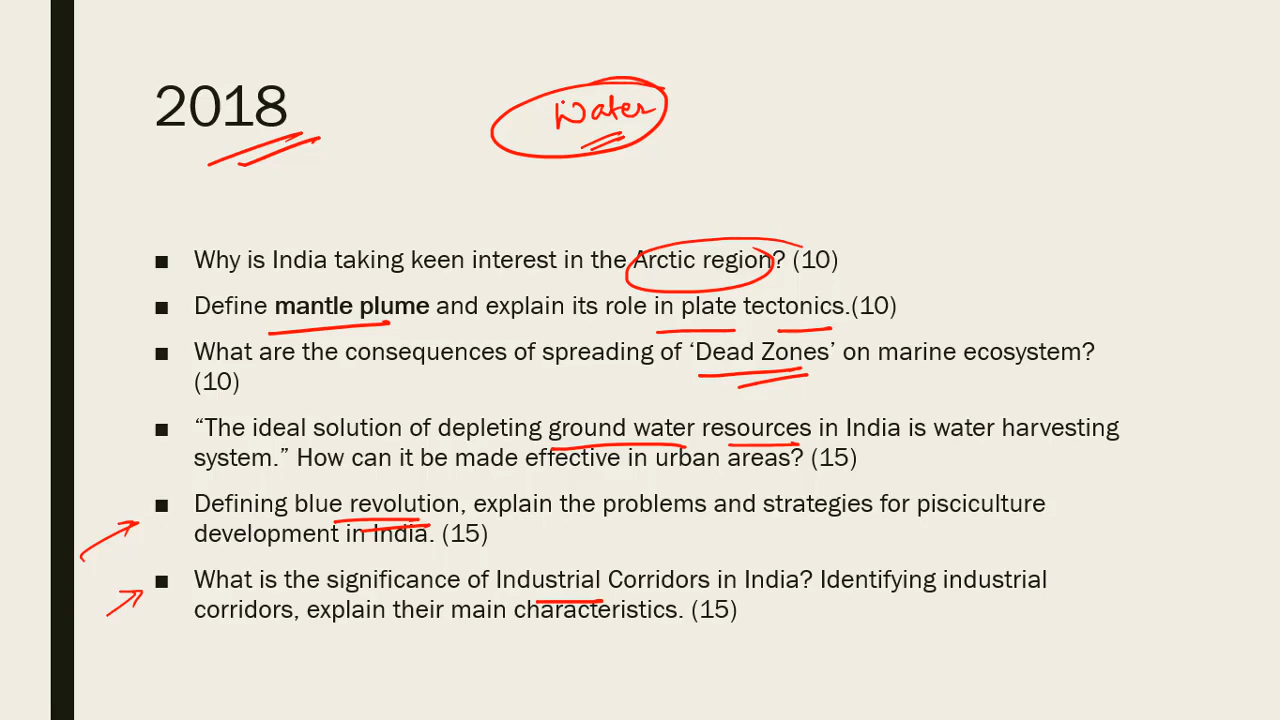 2018
Water
■ Why is India taking keen interest in the Arctic region? (10)
■ Define mantle plume and explain its role in plate tectonics.(10)
■ What are the consequences of spreading of ‘Dead Zones’ on marine ecosystem?
(10)
■ “The ideal solution of depleting ground water resources in India is water harvesting
system.” How can it be made effective in urban areas? (15)
■ Defining blue revolution, explain the problems and strategies for pisciculture
development in India. (15)
■ What is the significance of Industrial Corridors in India? Identifying industrial
corridors, explain their main characteristics. (15)